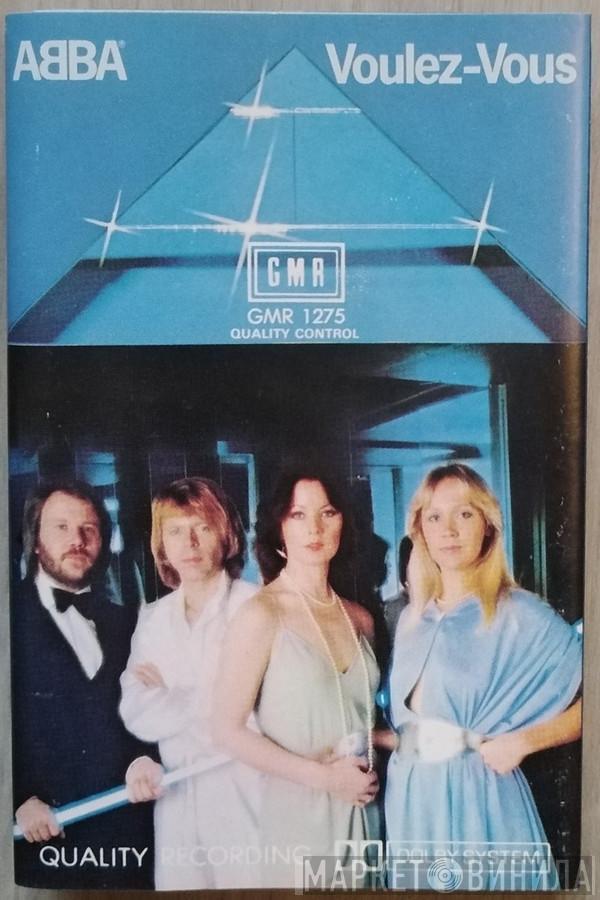 ABBA®
Voulez-Vous
GMR
GMR 1275
QUALITY CONTROL
QUALITY RECORDING DOLBY SYSTEM
МАРКЕТ ВИНИЛА